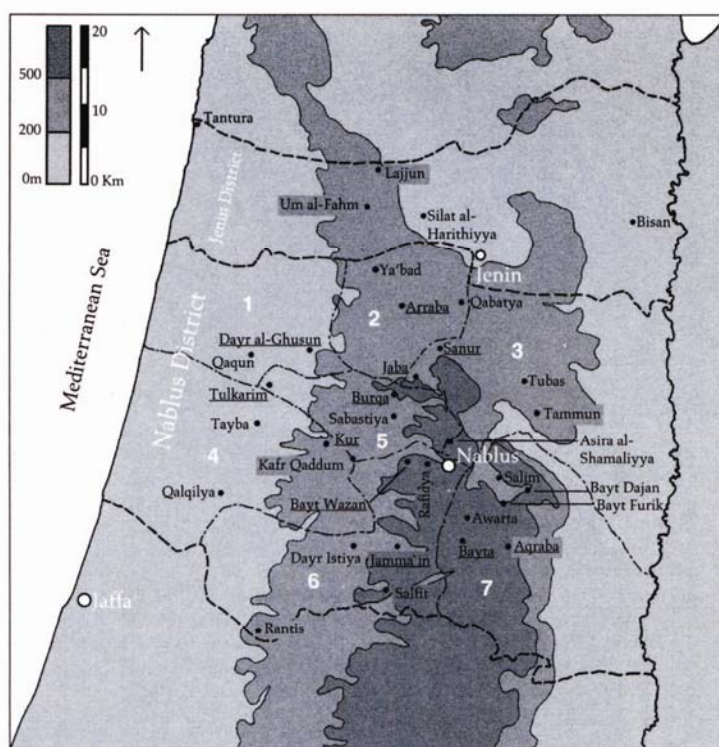 20
500
10
200
0m
0 Km
Tantura
Lajjun
Um al-Fahm
Silat al-
Harithiyya
Bisan
Jenin District
Jenin
Mediterranean Sea
Ya'bad
1
2
Arraba
Qabatya
Nablus District
Dayr al-Ghusun
Sanur
3
Qaqun
Jaba
Tubas
Tulkarim
Burqa
Tammun
Tayba
Sabastiya
Kur
5
Asira al-
Shamaliyya
4
Kafr Qaddum
Nablus
Salim
Qalqilya
Bayt Wazan
Rafidya
Bayt Dajan
Bayt Furik
Awarta
Dayr Istiya
Jamma'in
Bayta
Aqraba
6
7
Jaffa
Salfit
Rantis